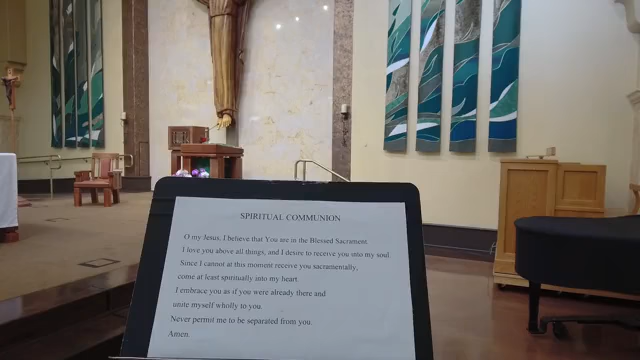 SPIRITUAL COMMUNION
O my Jesus, I believe that You are in the Blessed Sacrament.
I love you above all things, and I desire to receive you into my soul.
Since I cannot at this moment receive you sacramentally,
come at least spiritually into my heart.
I embrace you as if you were already there and
unite myself wholly to you.
Never permit me to be separated from you.
Amen.